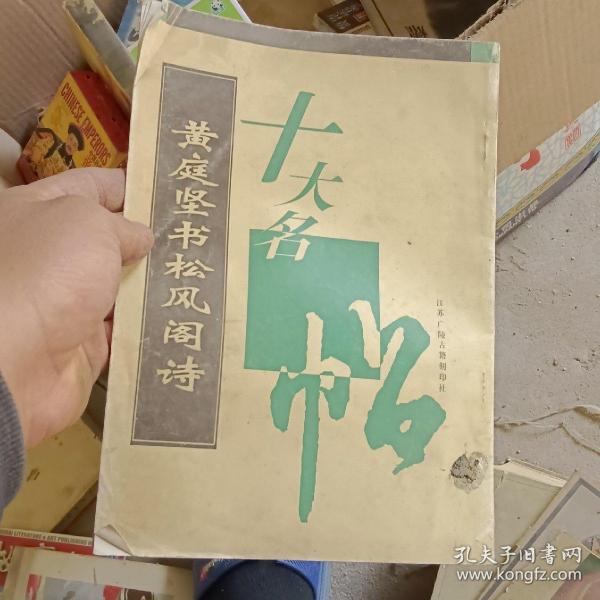 黄庭坚书松风阁诗
十大名帖
江苏广陵古籍刻印社
CHINESE EMPERORS
孔夫子旧书网
www.kongfz.com